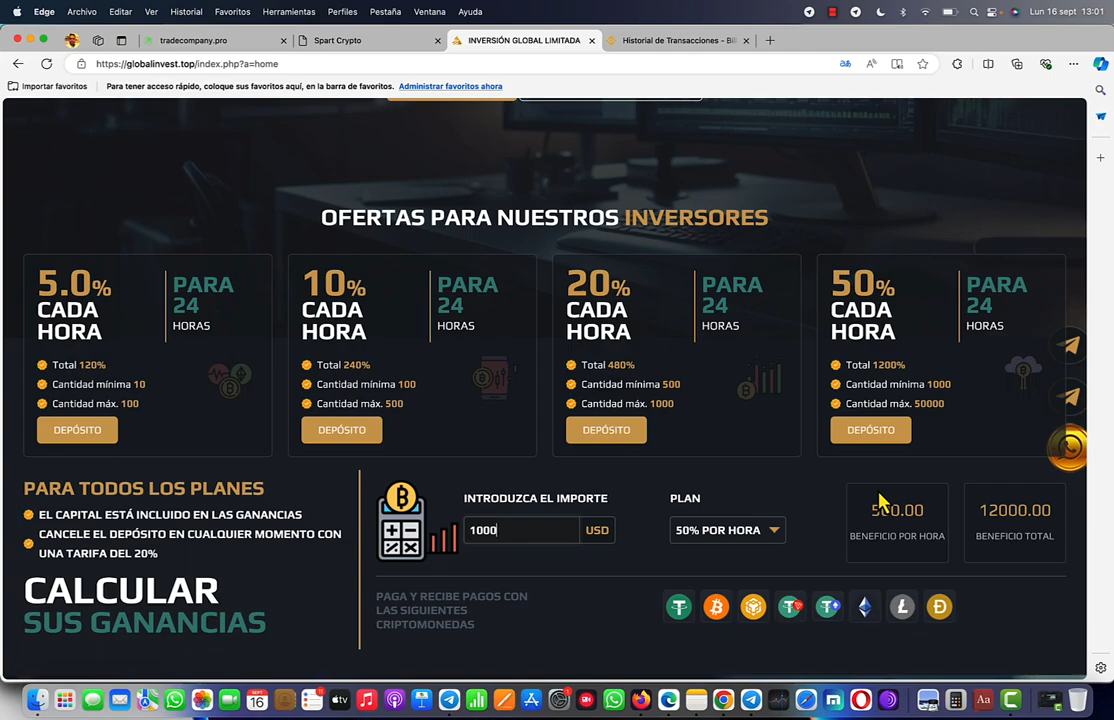 Edge Archivo Editar Ver Historial Favoritos Herramientas Perfiles Pestaña Ventana Ayuda Lun 16 sept 13:01
tradecompany.pro Spart Crypto INVERSIÓN GLOBAL LIMITADA Historial de Transacciones - Bill
https://globalinvest.top/index.php?a=home
Importar favoritos Para tener acceso rápido, coloque sus favoritos aquí, en la barra de favoritos. Administrar favoritos ahora
OFERTAS PARA NUESTROS INVERSORES
5.0% CADA HORA
PARA 24 HORAS
Total 120%
Cantidad mínima 10
Cantidad máx. 100
DEPÓSITO
10% CADA HORA
PARA 24 HORAS
Total 240%
Cantidad mínima 100
Cantidad máx. 500
DEPÓSITO
20% CADA HORA
PARA 24 HORAS
Total 480%
Cantidad mínima 500
Cantidad máx. 1000
DEPÓSITO
50% CADA HORA
PARA 24 HORAS
Total 1200%
Cantidad mínima 1000
Cantidad máx. 50000
DEPÓSITO
PARA TODOS LOS PLANES
EL CAPITAL ESTÁ INCLUIDO EN LAS GANANCIAS
CANCELE EL DEPÓSITO EN CUALQUIER MOMENTO CON
UNA TARIFA DEL 20%
CALCULAR
SUS GANANCIAS
INTRODUZCA EL IMPORTE
1000 USD
PLAN
50% POR HORA
BENEFICIO POR HORA
12000.00
BENEFICIO TOTAL
PAGA Y RECIBE PAGOS CON
LAS SIGUIENTES
CRIPTOMONEDAS